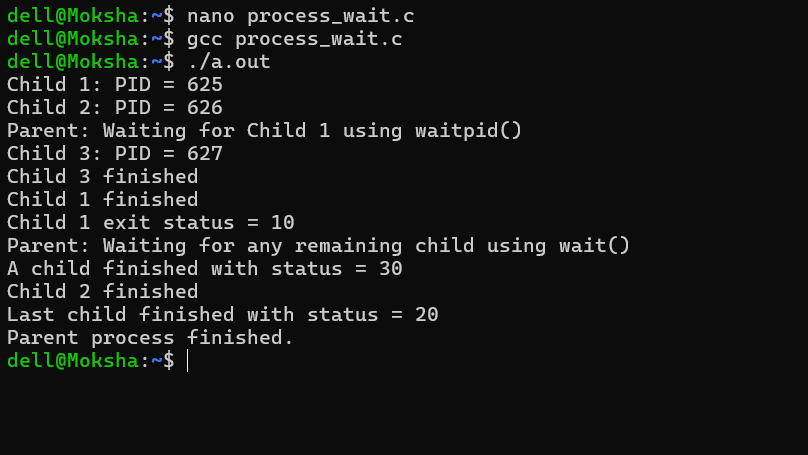 dell@Moksha:~$ nano process_wait.c
dell@Moksha:~$ gcc process_wait.c
dell@Moksha:~$ ./a.out
Child 1: PID = 625
Child 2: PID = 626
Parent: Waiting for Child 1 using waitpid()
Child 3: PID = 627
Child 3 finished
Child 1 finished
Child 1 exit status = 10
Parent: Waiting for any remaining child using wait()
A child finished with status = 30
Child 2 finished
Last child finished with status = 20
Parent process finished.
dell@Moksha:~$